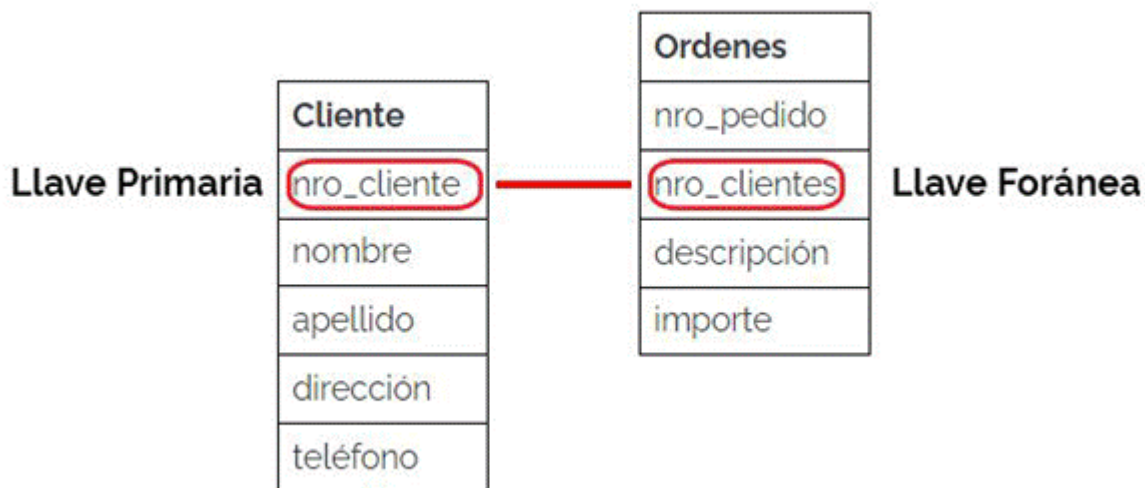 Llave Primaria
Cliente
nro_cliente
nombre
apellido
dirección
teléfono
Ordenes
nro_pedido
nro_clientes
descripción
importe
Llave Foránea